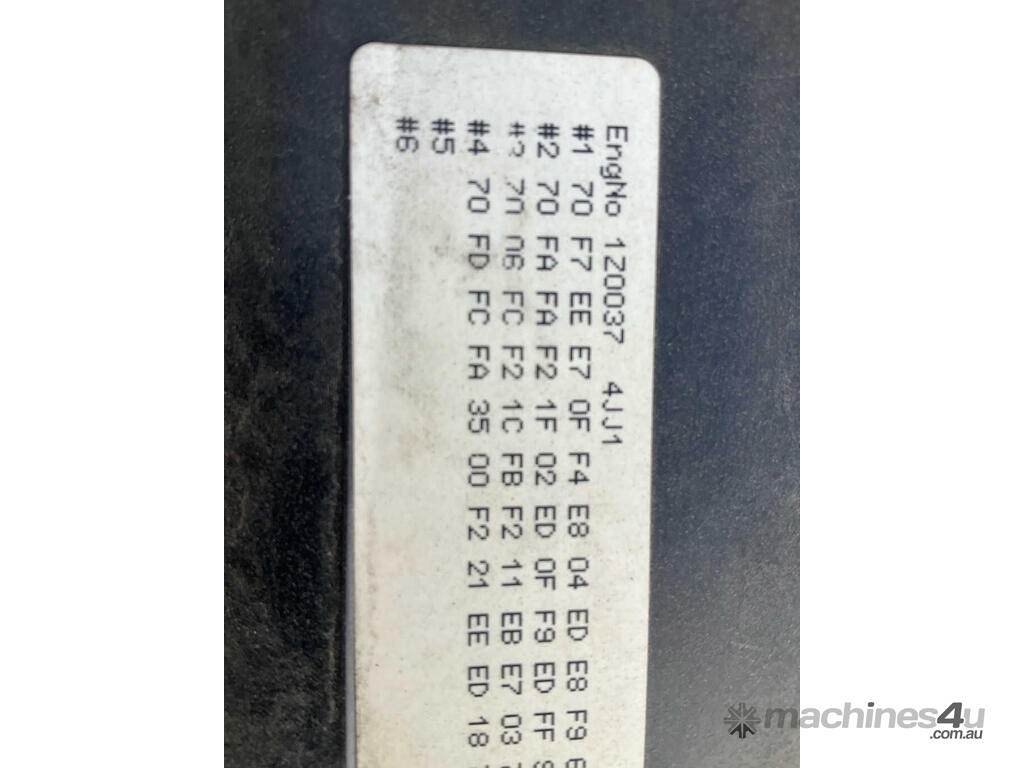 EngNo 1Z0037 4JJ1
#1 70 F7 EE E7 0F F4 E8 04 ED E8 F9
#2 70 FA FA F2 1F 02 ED 0F F9 ED FF
#3 70 06 FC F2 1C FB F2 11 EB E7 03
#4 70 FD FC FA 35 00 F2 21 EE ED 18
#5
#6
machines4u
.com.au